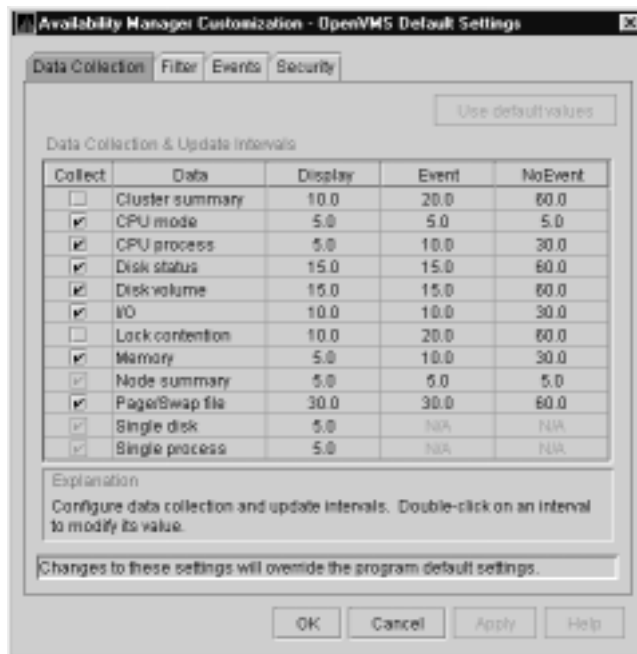 Availability Manager Customization - OpenVMS Default Settings
Data Collection Filter Events Security
Use default values
Data Collection & Update Intervals
Collect Data Display Event NoEvent
Cluster summary 10.0 20.0 60.0
CPU mode 5.0 5.0 5.0
CPU process 5.0 10.0 30.0
Disk status 15.0 15.0 60.0
Disk volume 15.0 15.0 60.0
I/O 10.0 10.0 30.0
Lock contention 10.0 20.0 60.0
Memory 5.0 10.0 30.0
Node summary 5.0 5.0 5.0
Page/Swap file 30.0 30.0 60.0
Single disk 5.0 N/A N/A
Single process 5.0 N/A N/A
Explanation
Configure data collection and update intervals. Double-click on an interval
to modify its value.
Changes to these settings will override the program default settings.
OK Cancel Apply Help